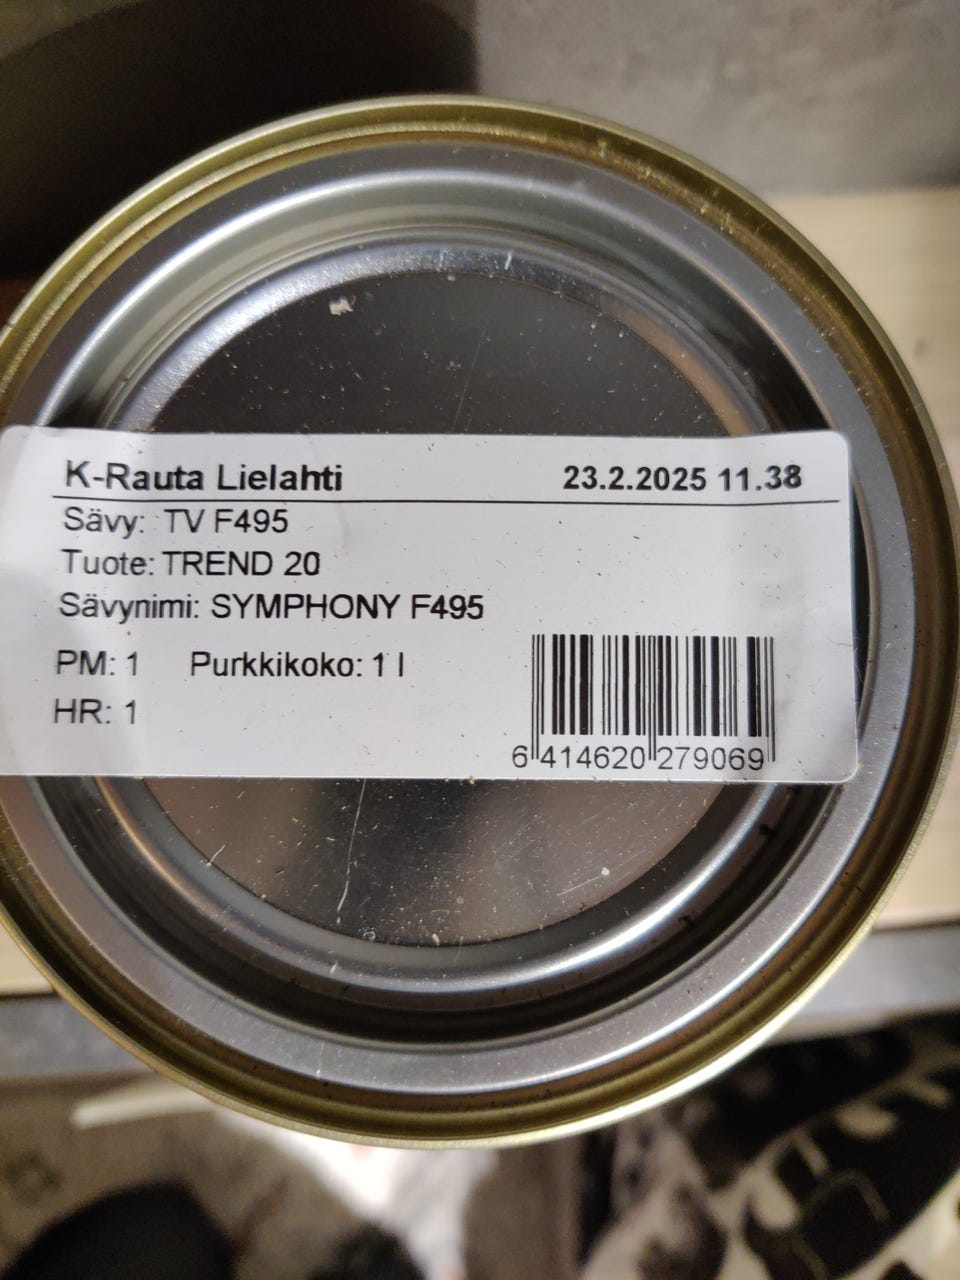 K-Rauta Lielahti 23.2.2025 11.38
Sävy: TV F495
Tuote: TREND 20
Sävynimi: SYMPHONY F495
PM: 1 Purkkikoko: 1 l
HR: 1
6 414620 279069